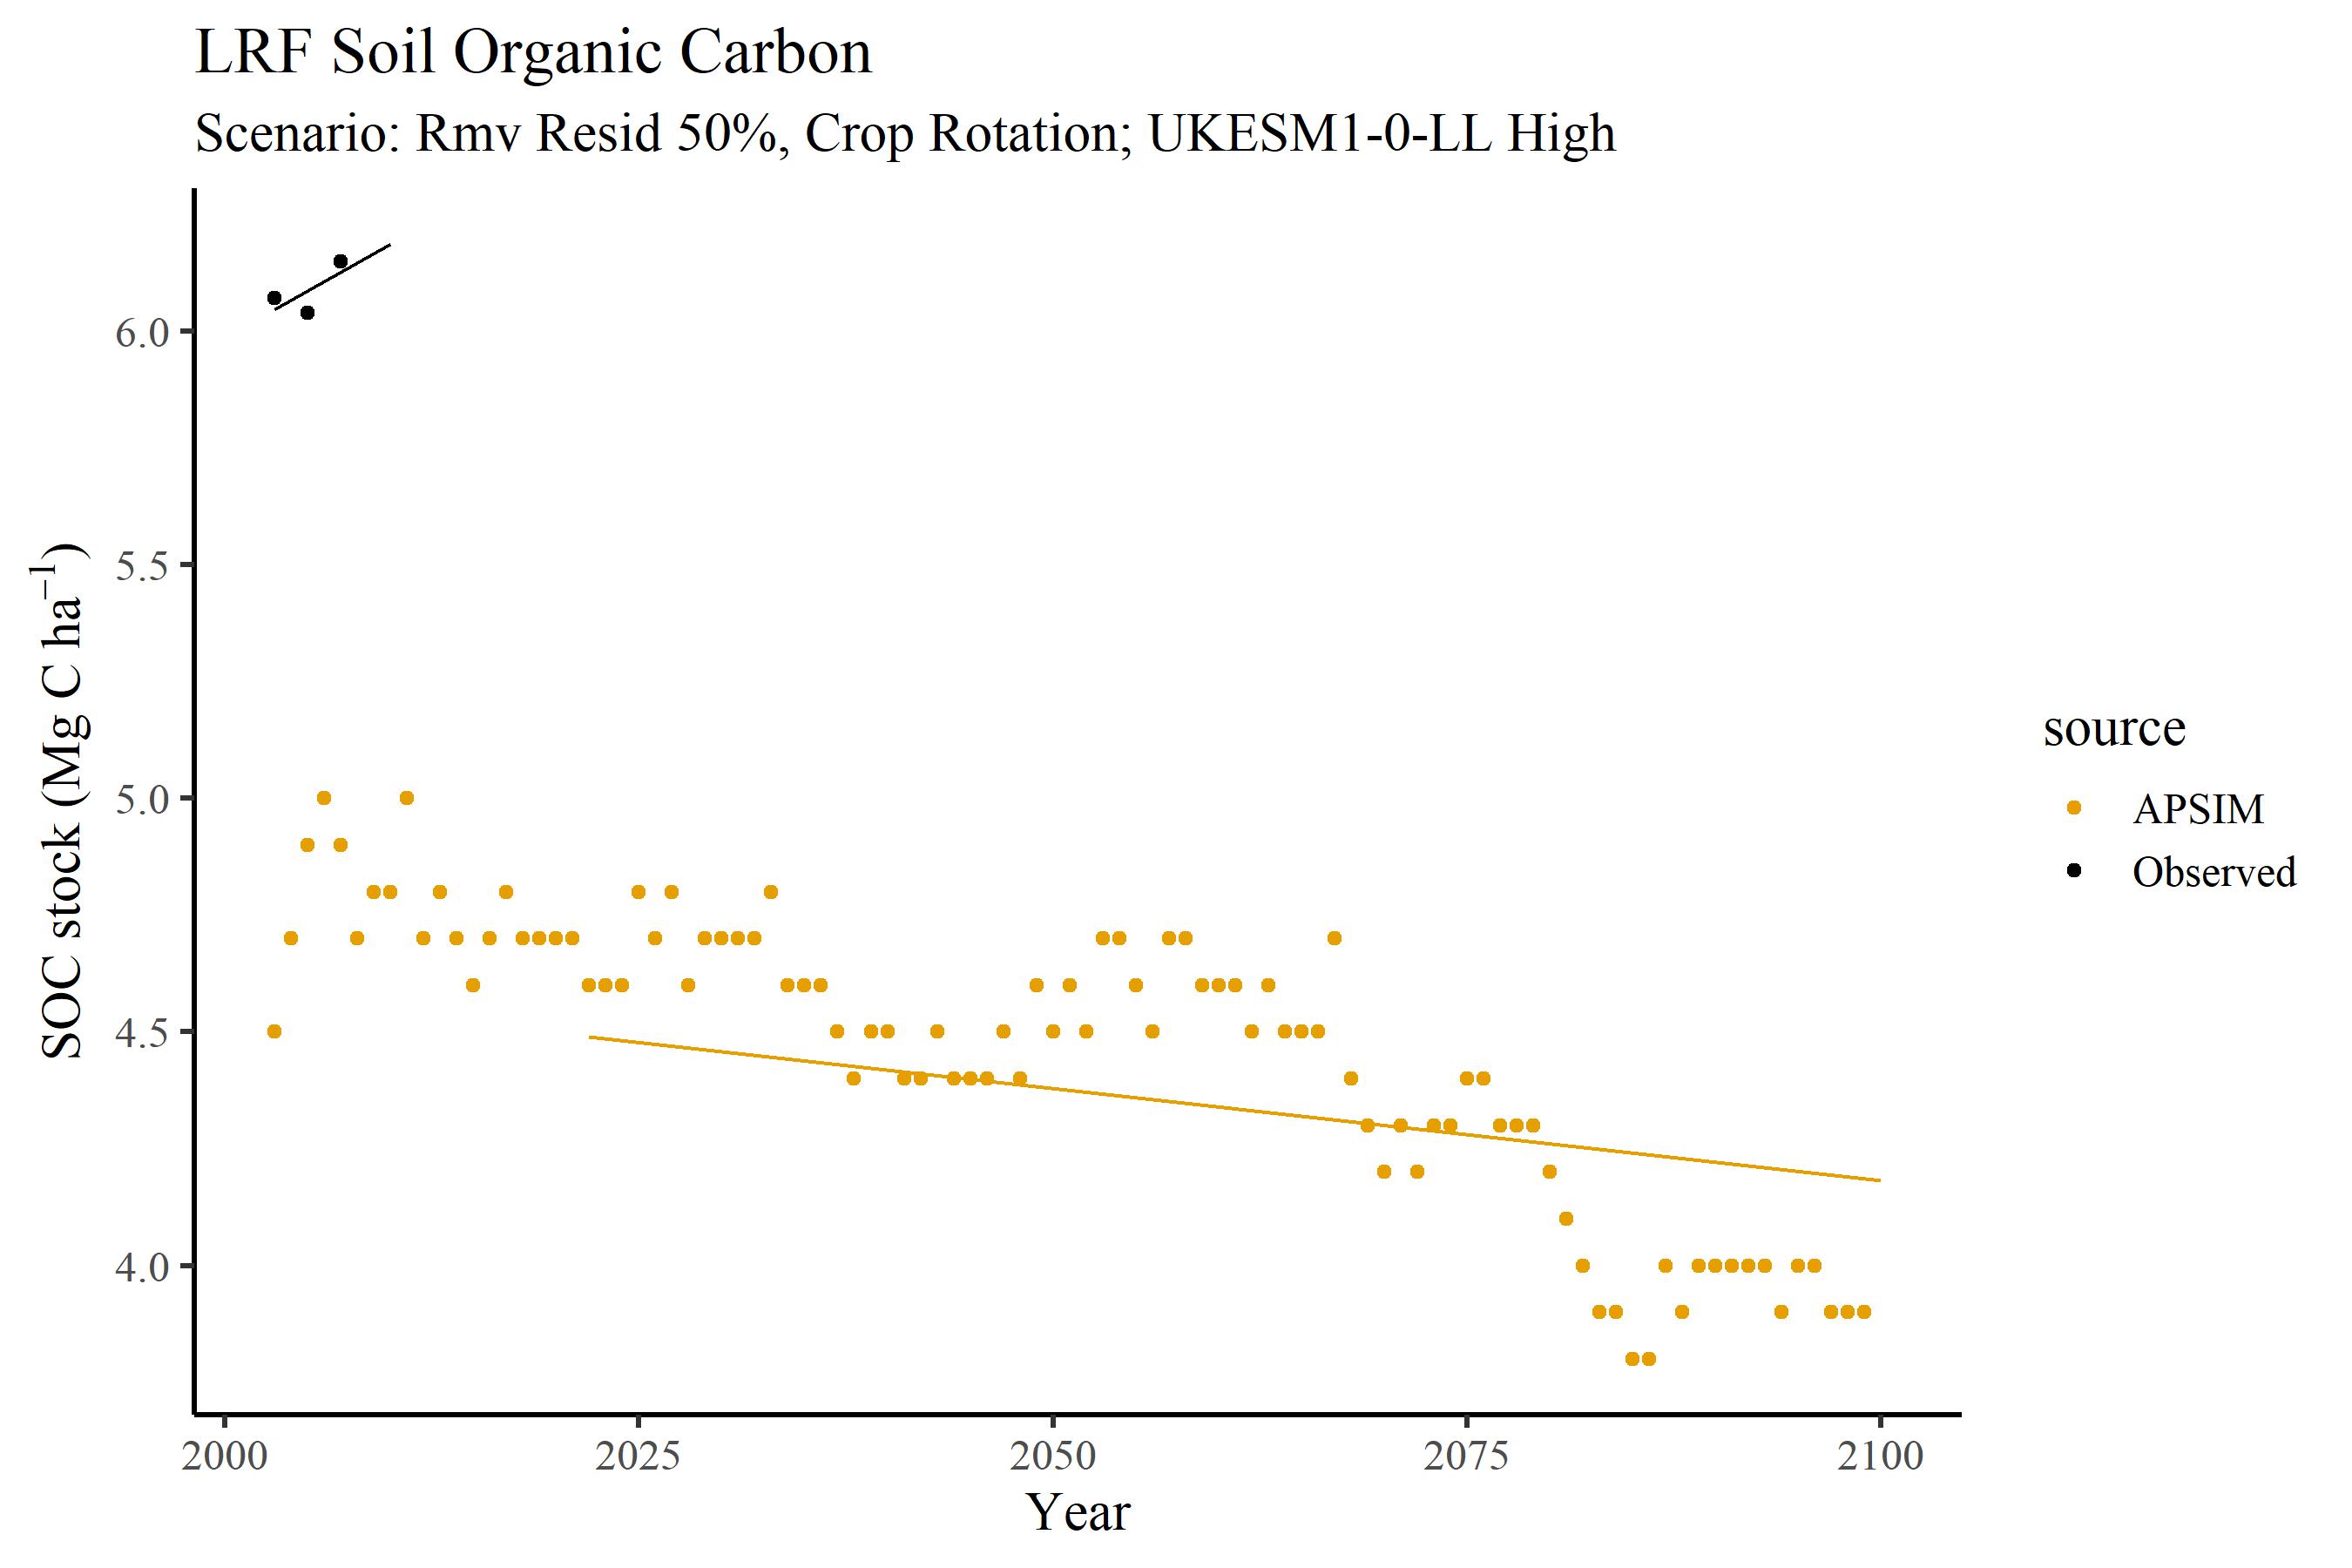 LRF Soil Organic Carbon
Scenario: Rmv Resid 50%, Crop Rotation; UKESM1-0-LL High
SOC stock (Mg C ha⁻¹)
6.0
5.5
5.0
4.5
4.0
2000 2025 2050 2075 2100
Year
source
APSIM
Observed